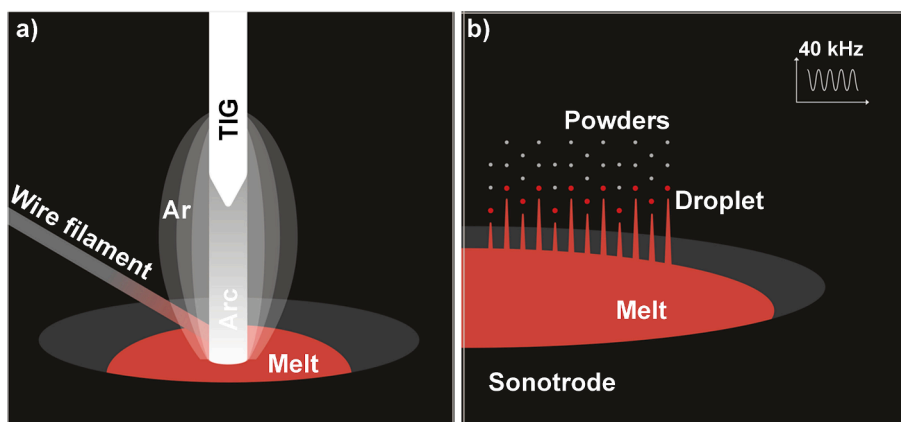 a)
TIG
Ar
Wire filament
Arc
Melt
b)
40 kHz
Powders
Droplet
Melt
Sonotrode